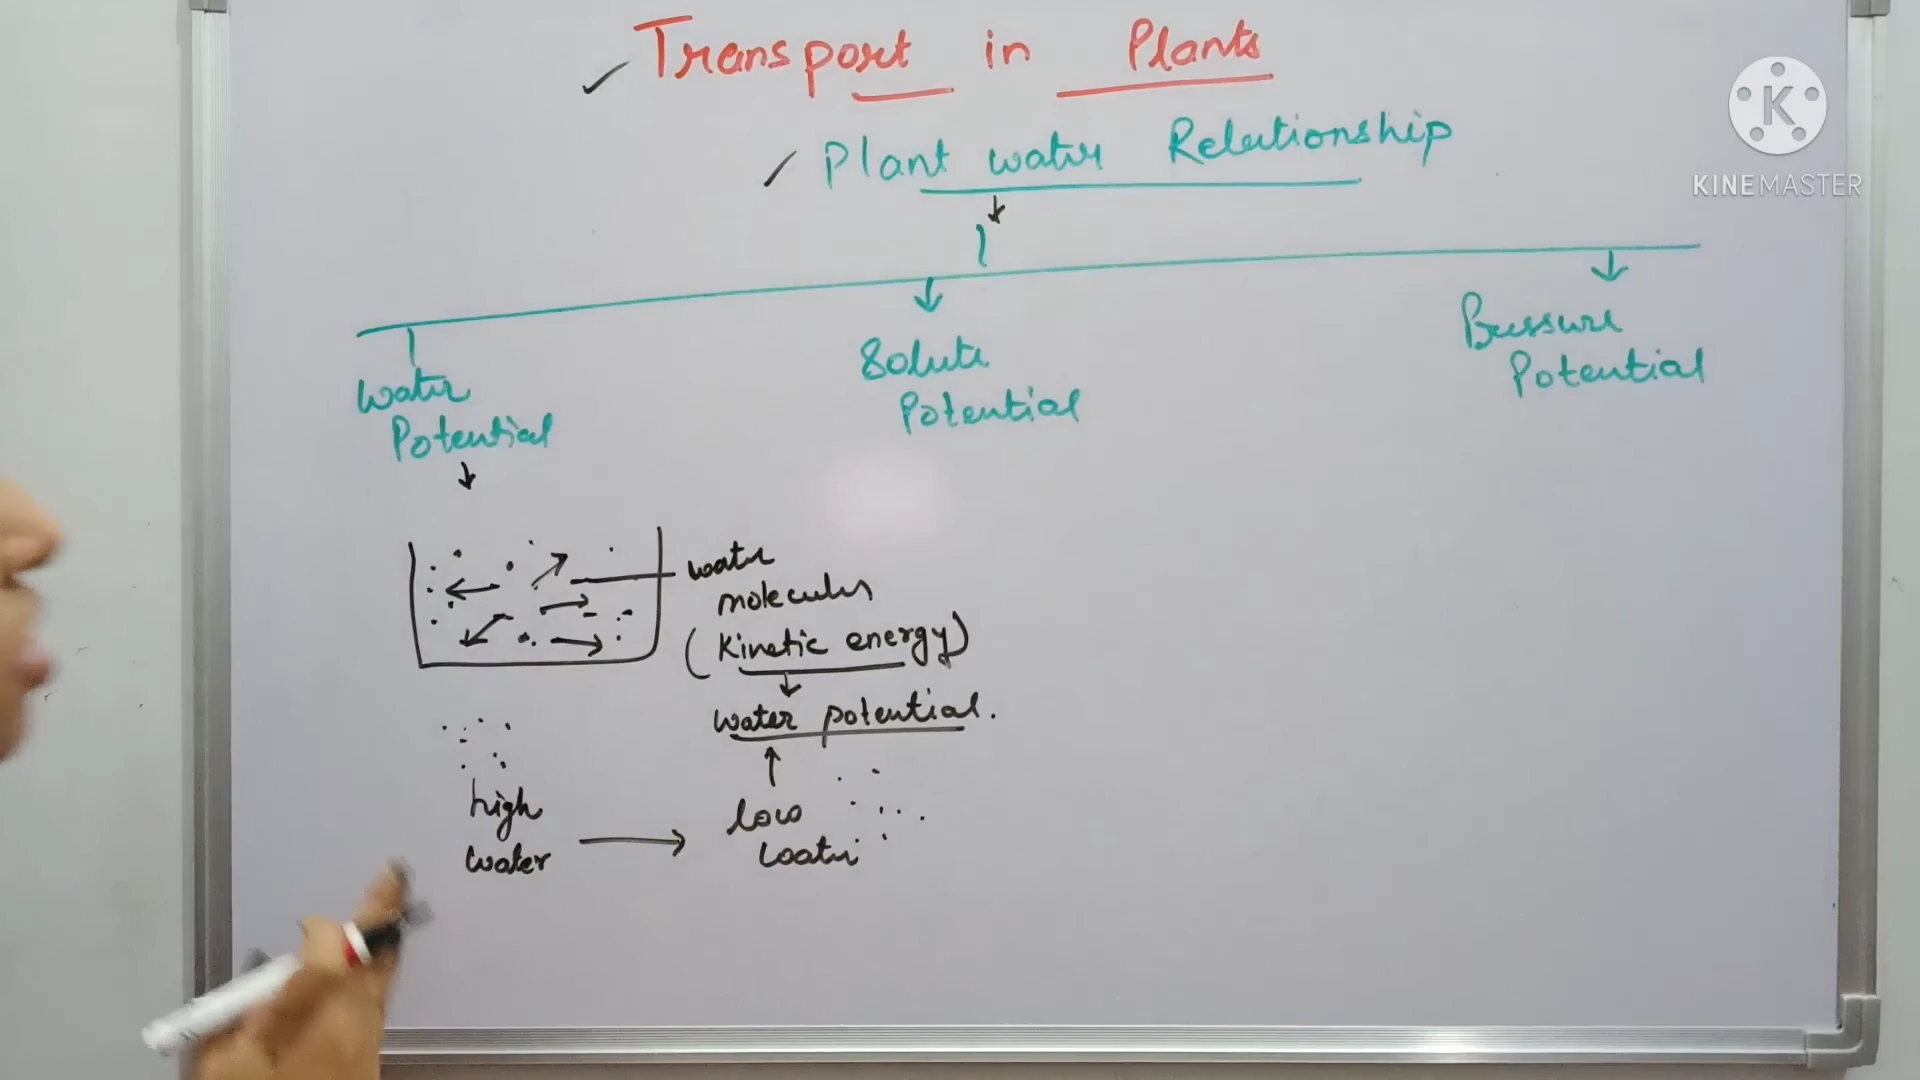 Transport in Plants
K
KINEMASTER
Plant water Relationship
Water
Potential
Solute
Potential
Pressure
Potential
water
molecules
(Kinetic energy)
water potential.
high
water
low
water